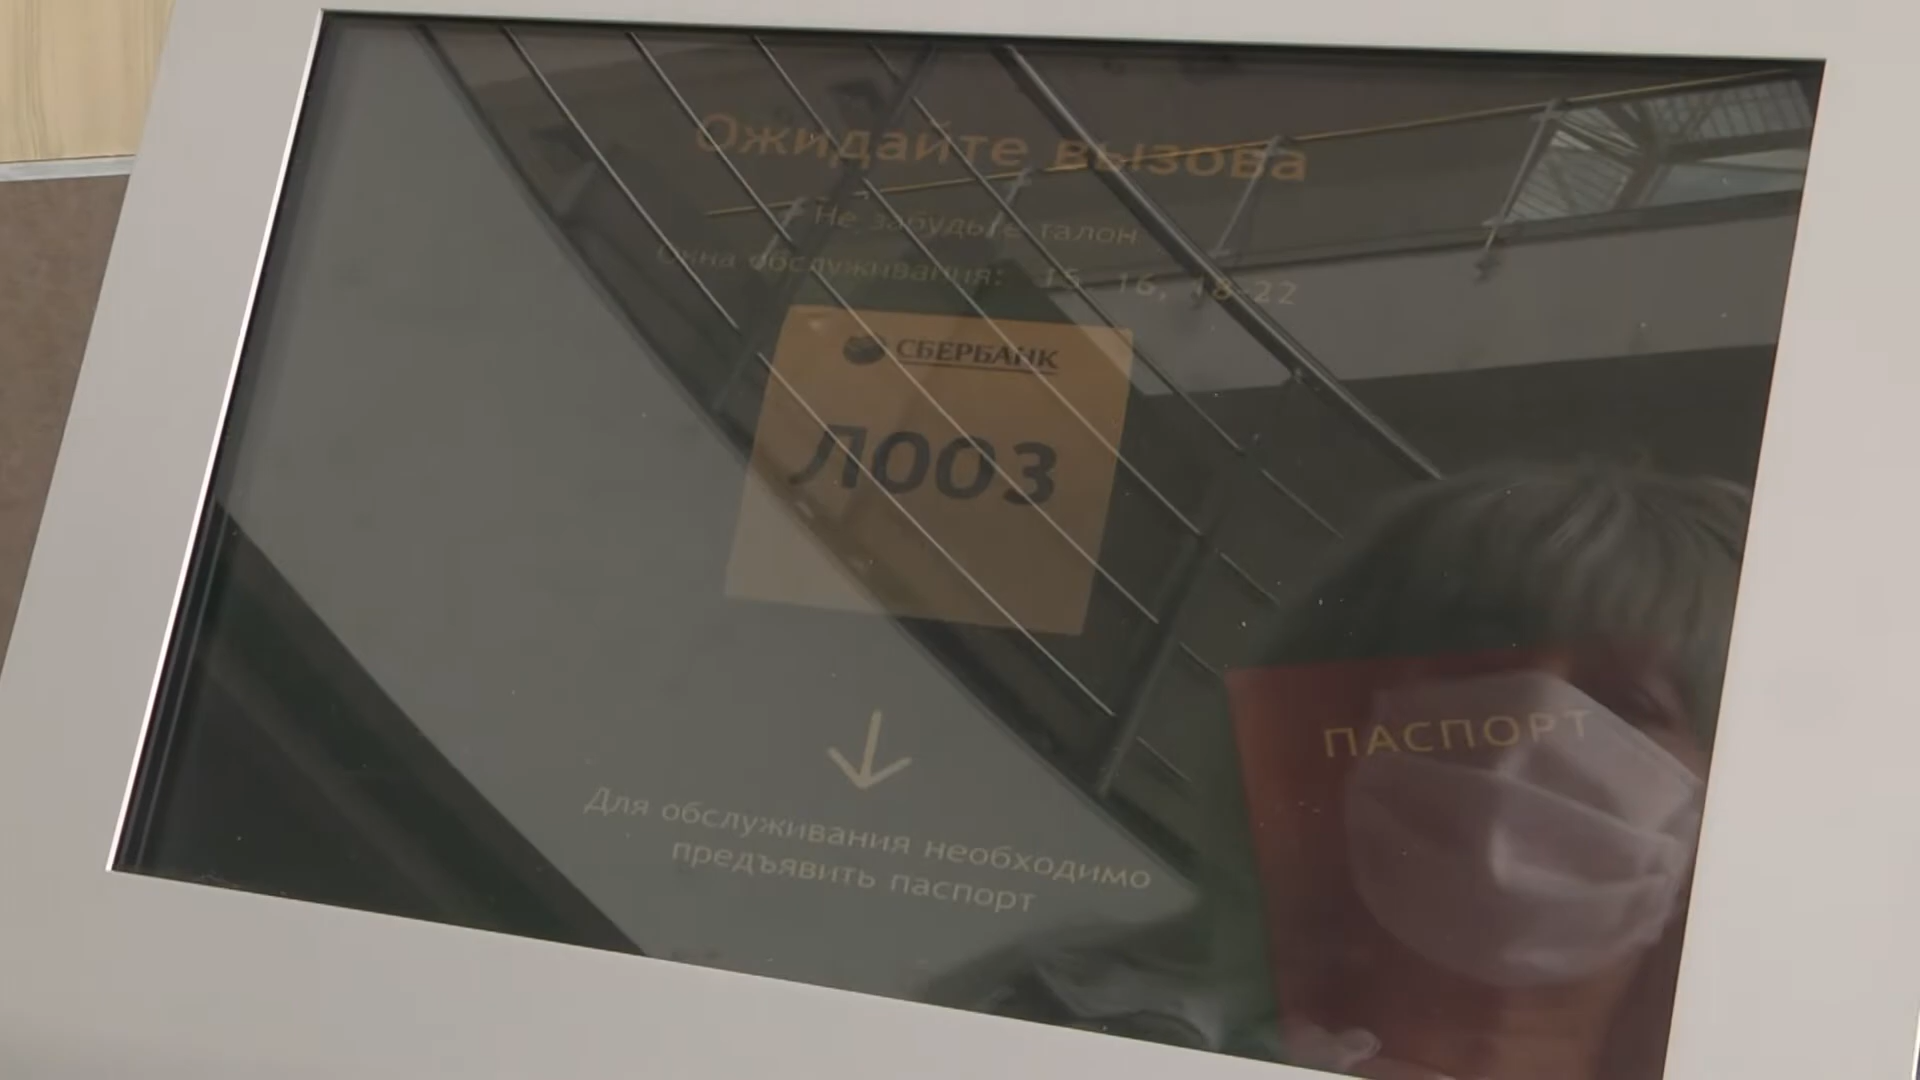 Ожидайте вызова
Не забудьте талон
Окна обслуживания: 15, 16, 18-22
СБЕРБАНК
Л003
Для обслуживания необходимо
предъявить паспорт
ПАСПОРТ